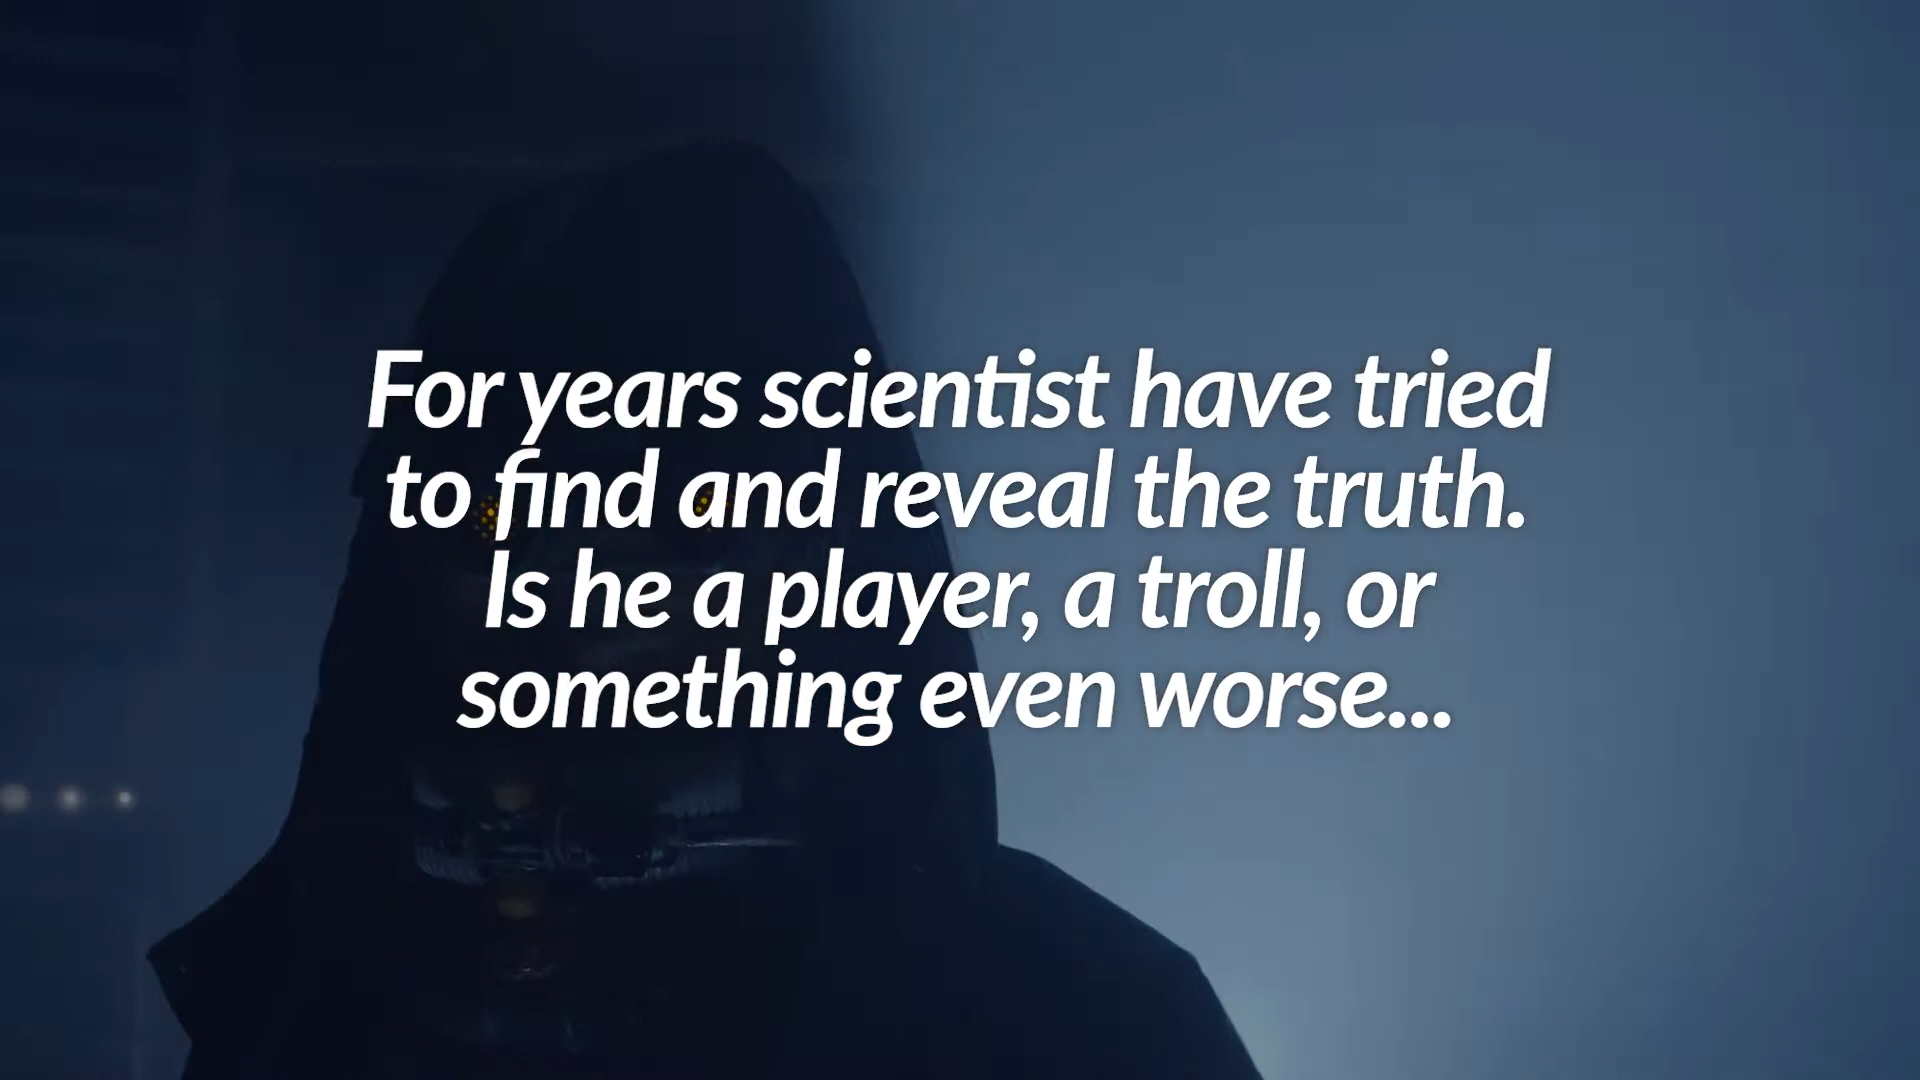 For years scientist have tried
to find and reveal the truth.
Is he a player, a troll, or
something even worse...